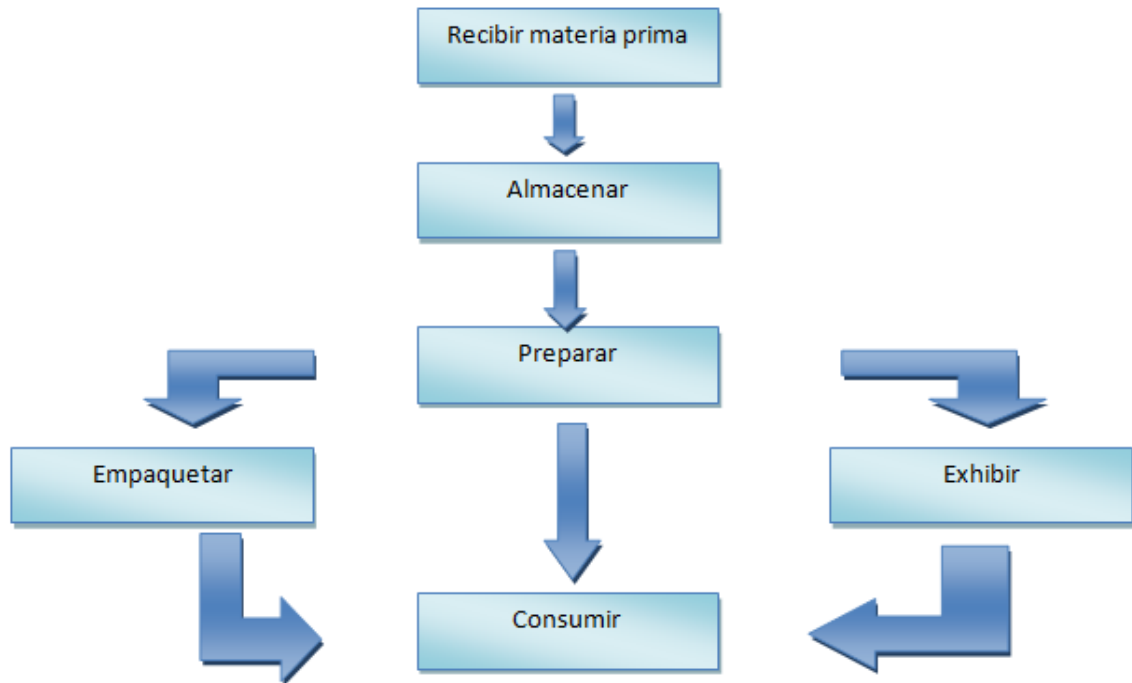 Recibir materia prima
Almacenar
Preparar
Empaquetar
Exhibir
Consumir